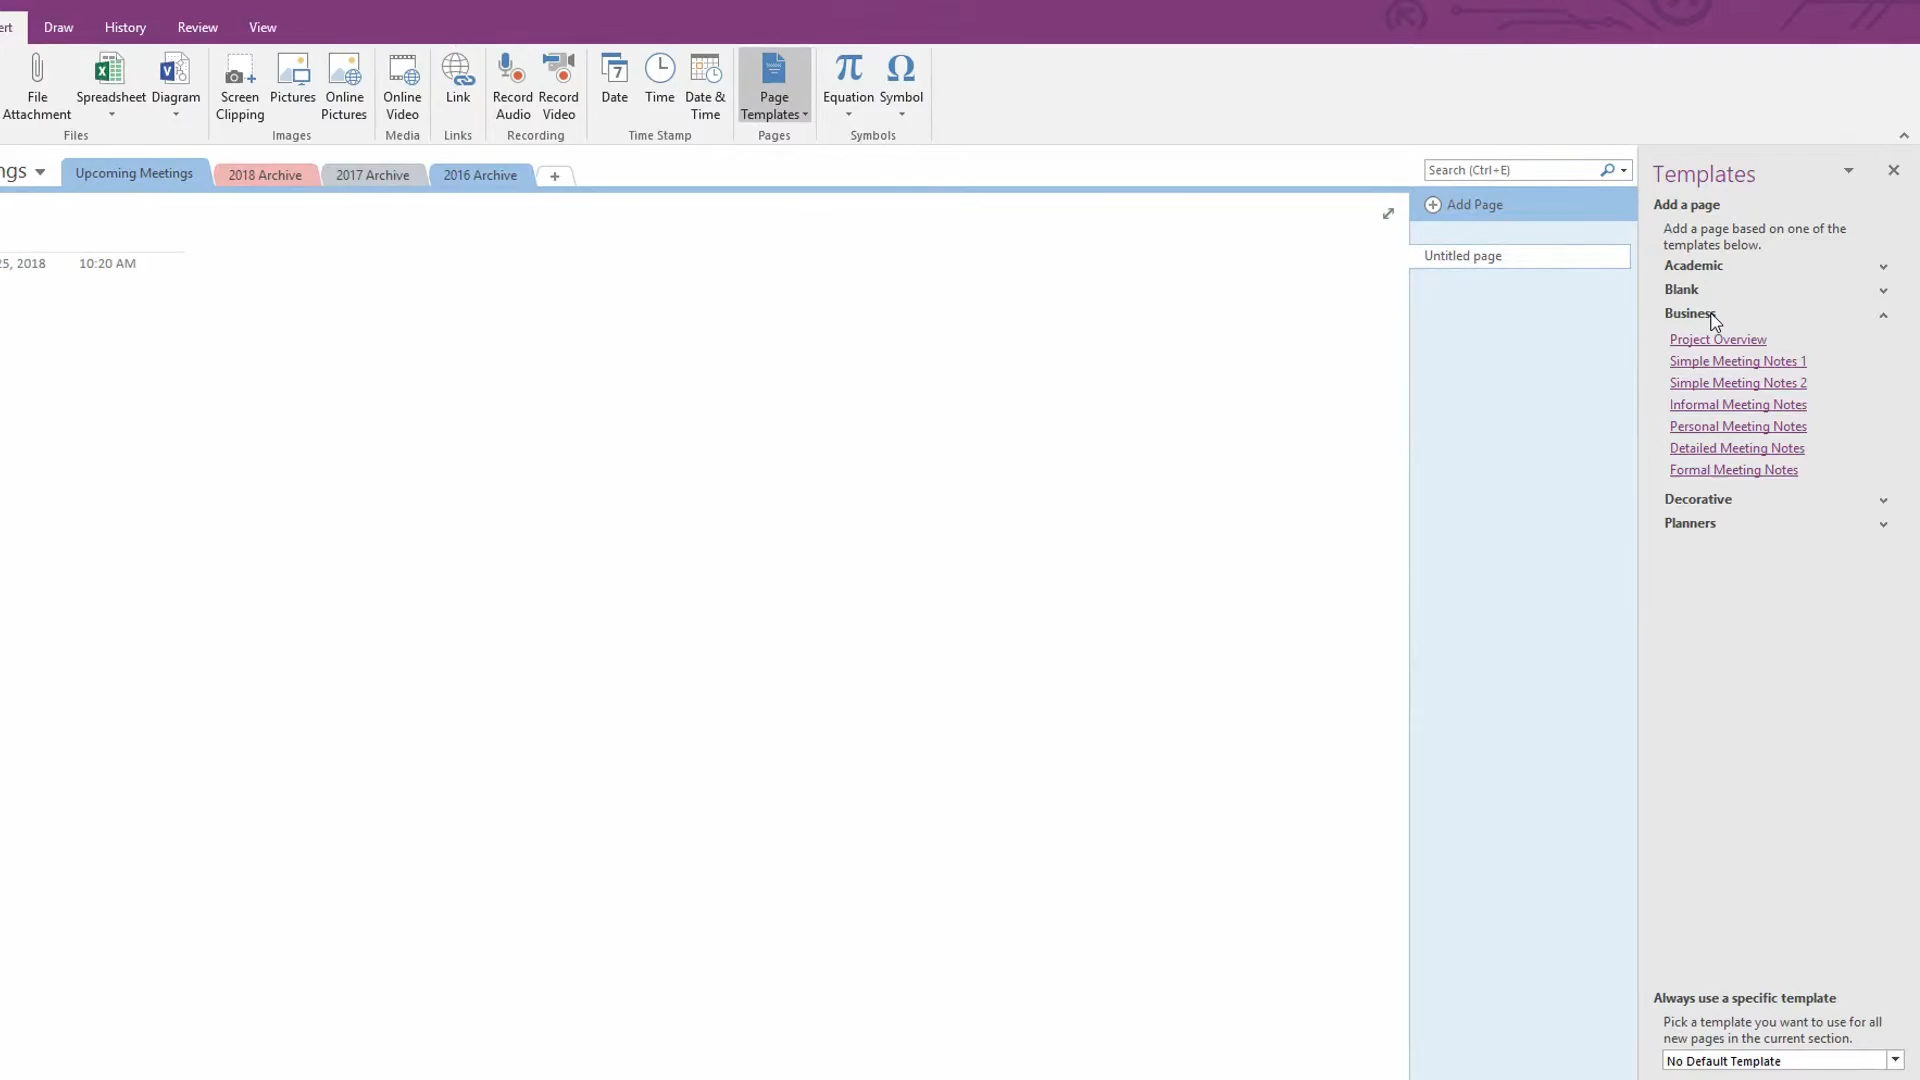 ert Draw History Review View
File Attachment
Spreadsheet
Diagram
Files
Screen Clipping
Pictures
Online Pictures
Images
Online Video
Media
Link
Links
Record Audio
Record Video
Recording
7
Date
Time
Date & Time
Time Stamp
Page Templates
Pages
π
Equation
Ω
Symbol
Symbols
ngs
Upcoming Meetings
2018 Archive
2017 Archive
2016 Archive
+
Search (Ctrl+E)
25, 2018 10:20 AM
Add Page
Untitled page
Templates
Add a page
Add a page based on one of the
templates below.
Academic
Blank
Business
Project Overview
Simple Meeting Notes 1
Simple Meeting Notes 2
Informal Meeting Notes
Personal Meeting Notes
Detailed Meeting Notes
Formal Meeting Notes
Decorative
Planners
Always use a specific template
Pick a template you want to use for all
new pages in the current section.
No Default Template